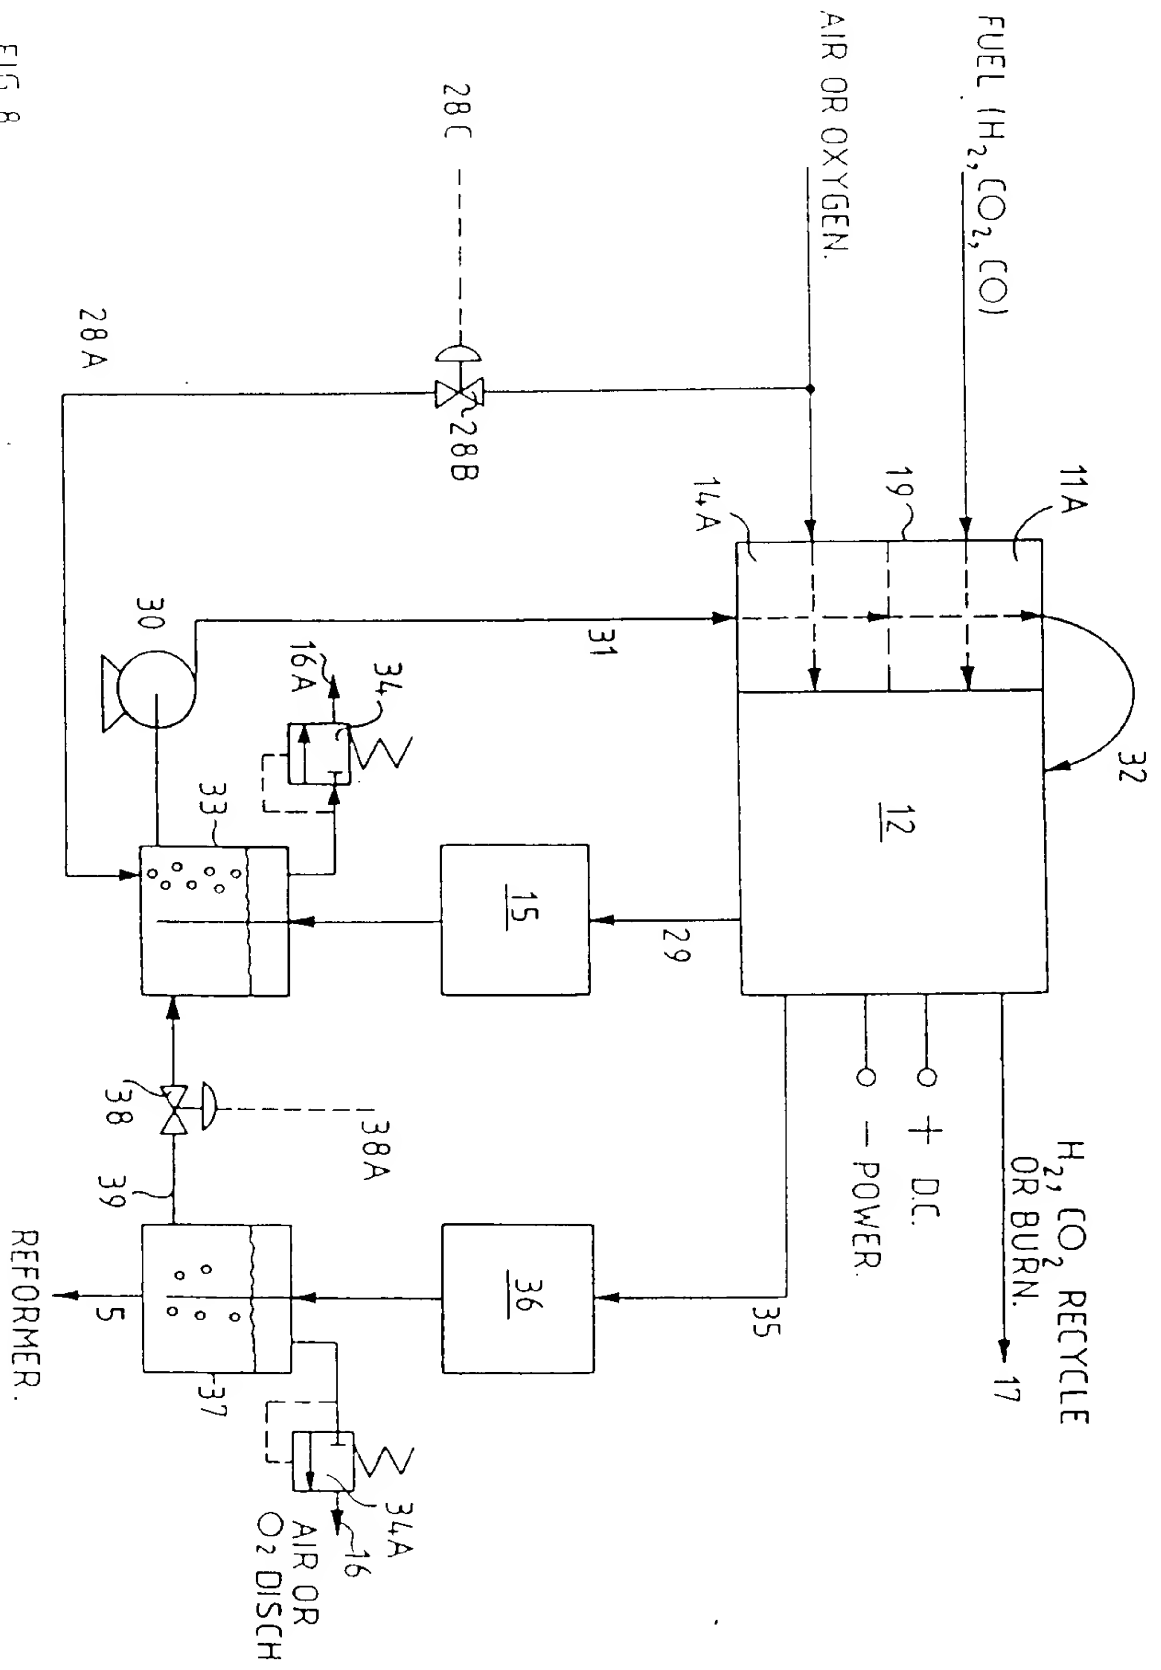 FUEL (H2, CO2, CO)
AIR OR OXYGEN.
28C
28A
28B
11A
19
14A
30
31
32
12
16A
34
33
15
29
+ D.C.
— POWER.
H2, CO2 RECYCLE
OR BURN.
17
38
38A
39
36
35
37
5
REFORMER.
34A
16
AIR OR
O2 DISCH
FIG 8